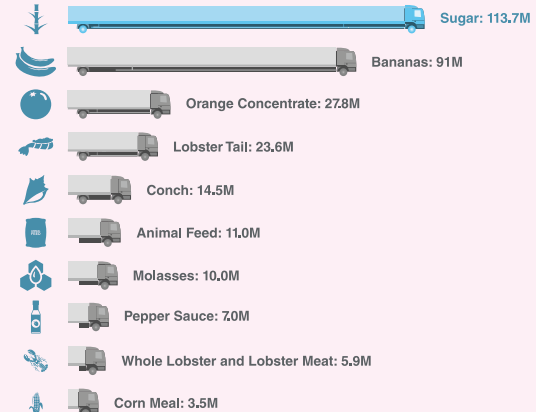 Sugar: 113.7M
Bananas: 91M
Orange Concentrate: 27.8M
Lobster Tail: 23.6M
Conch: 14.5M
Animal Feed: 11.0M
Molasses: 10.0M
Pepper Sauce: 7.0M
Whole Lobster and Lobster Meat: 5.9M
Corn Meal: 3.5M